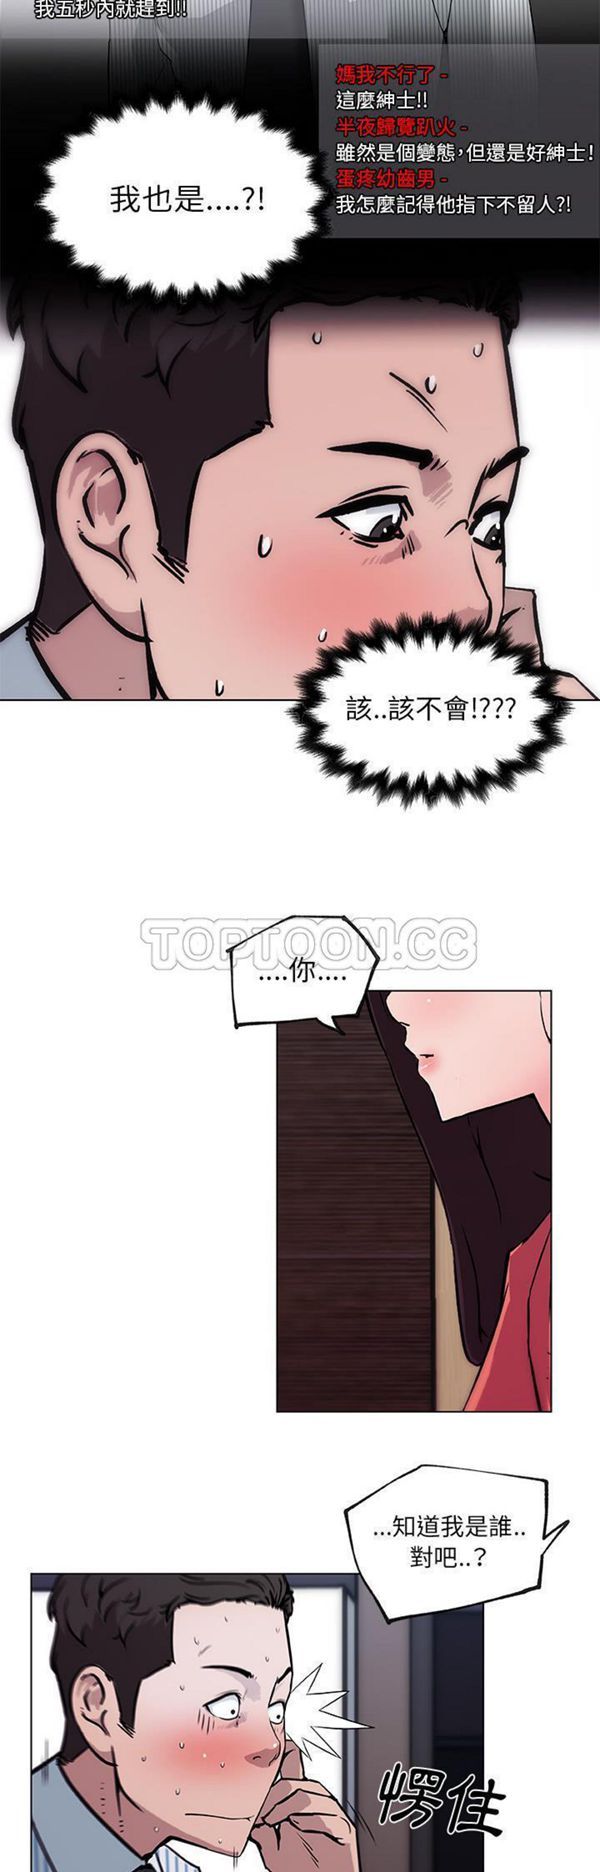 我五秒內就趕到!!
媽我不行了 -
這麼紳士!!
半夜歸覽趴火 -
雖然是個變態,但還是好紳士!
蛋疼幼齒男 -
我怎麼記得他指下不留人?!
我也是....?!
該..該不會!???
TOPTOON.CC
....你....
...知道我是誰..
對吧..?
愣住